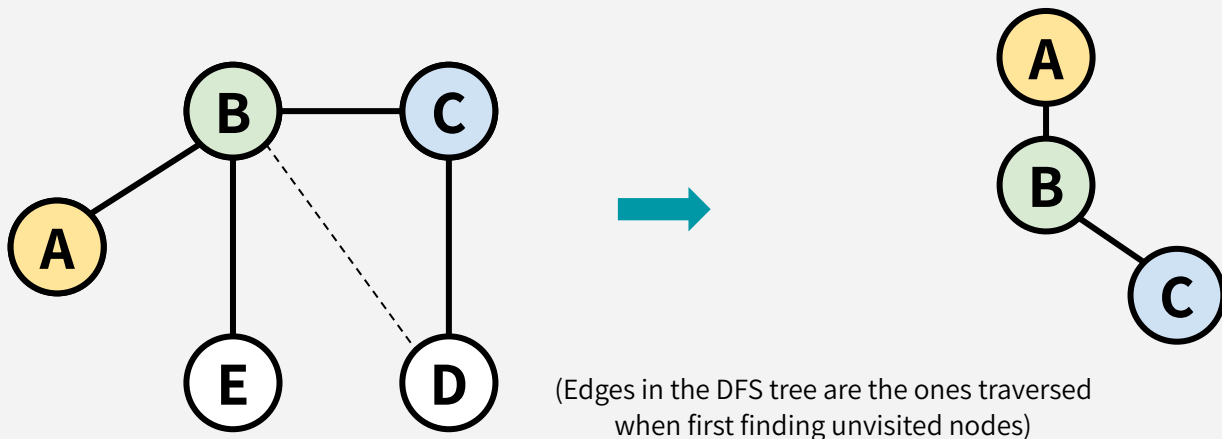 B
C
A
E
D
A
B
C
(Edges in the DFS tree are the ones traversed
when first finding unvisited nodes)